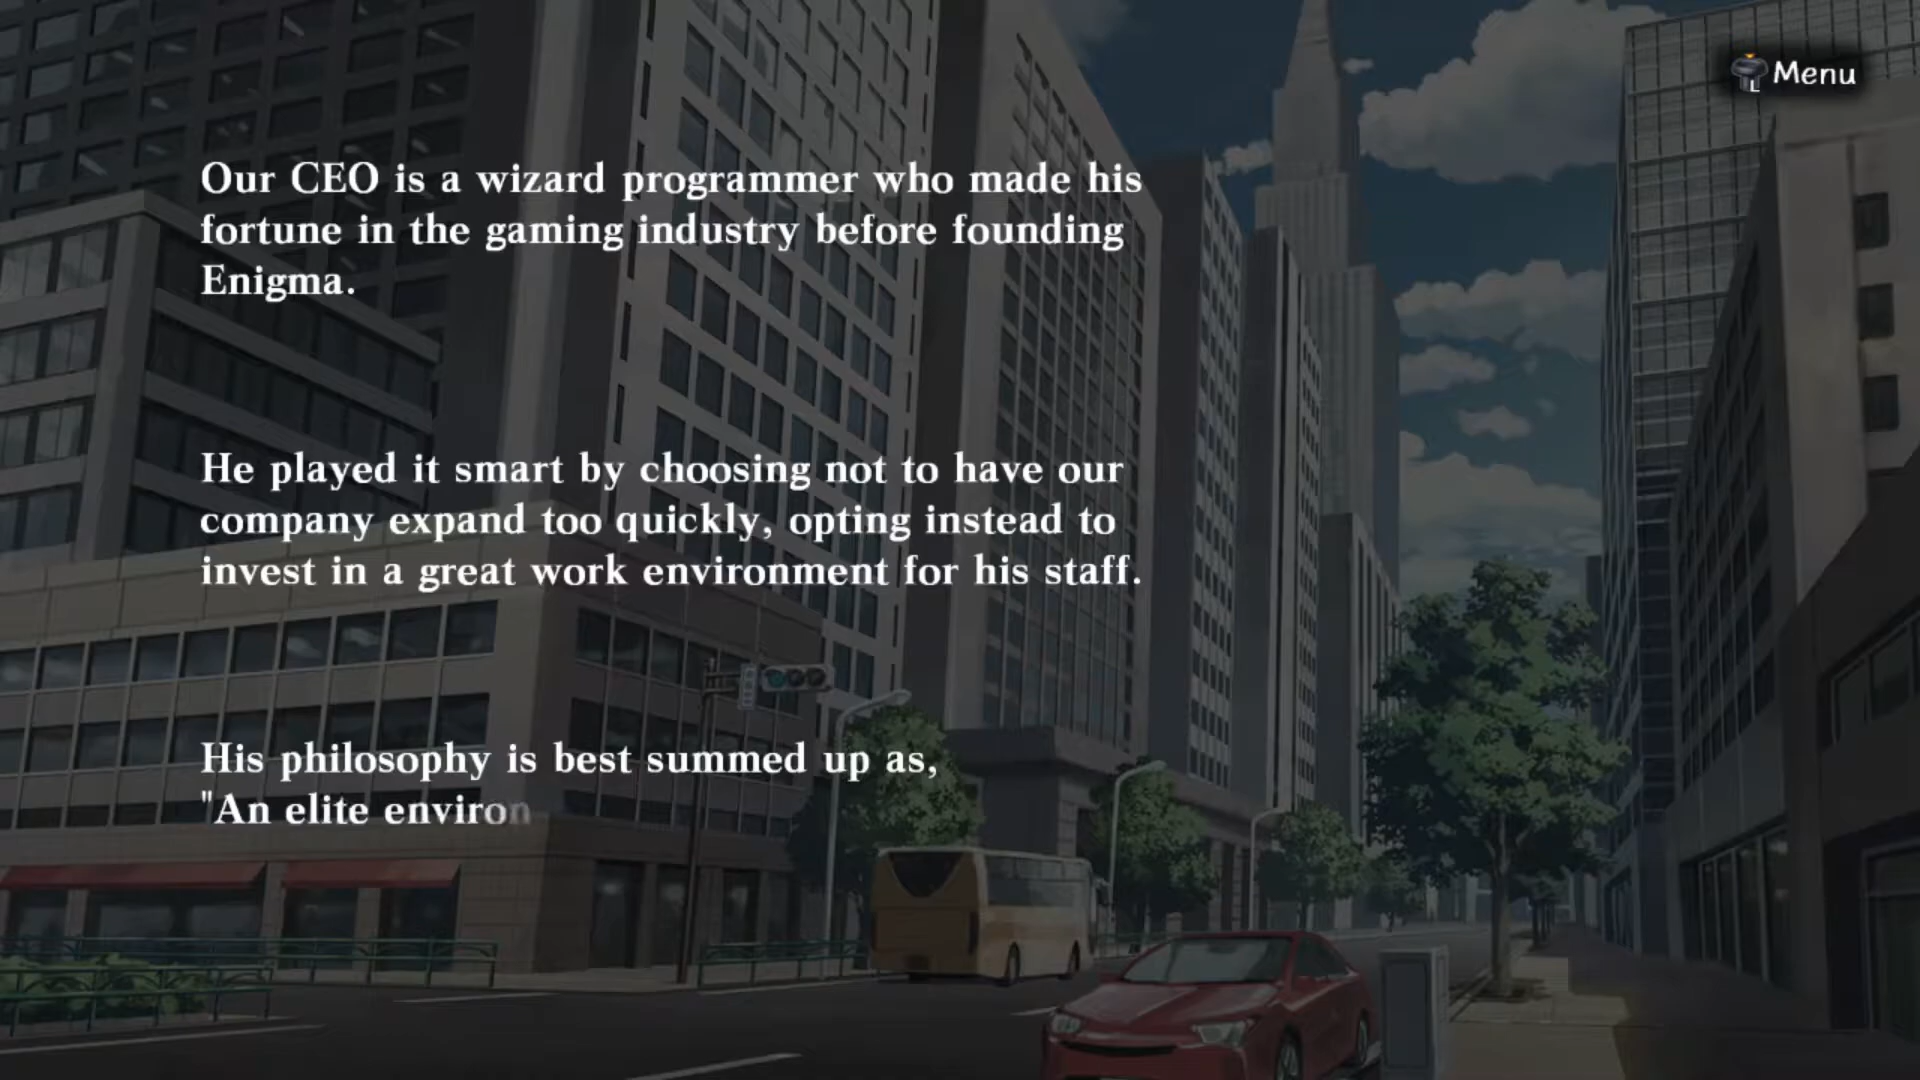 Menu
Our CEO is a wizard programmer who made his
fortune in the gaming industry before founding
Enigma.
He played it smart by choosing not to have our
company expand too quickly, opting instead to
invest in a great work environment for his staff.
His philosophy is best summed up as,
"An elite environ